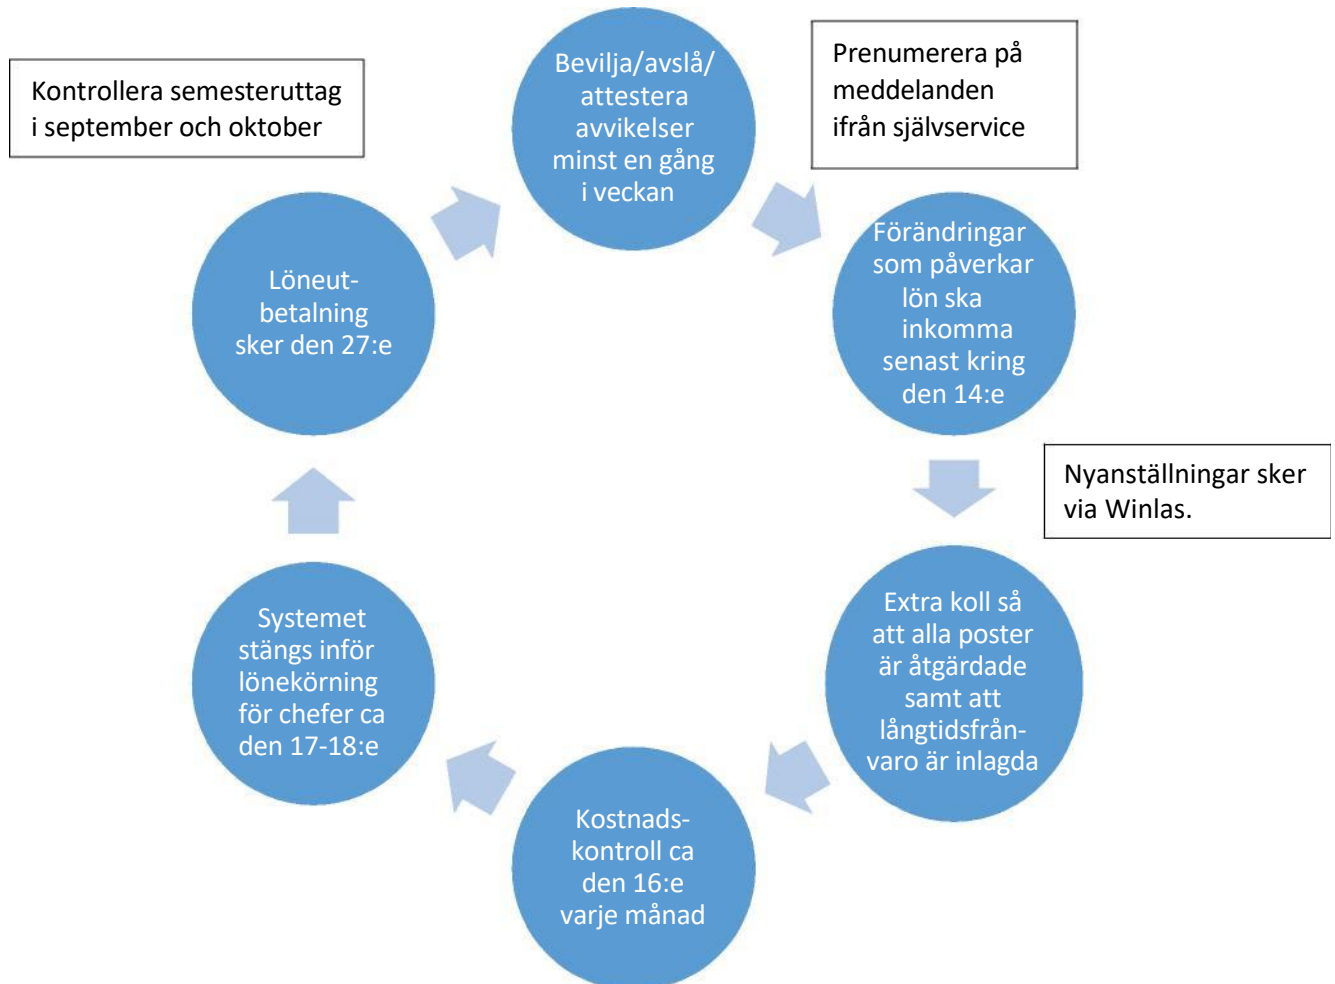 Kontrollera semesteruttag
i september och oktober
Bevilja/avslå/
attestera
avvikelser
minst en gång
i veckan
Prenumerera på
meddelanden
ifrån självservice
Förändringar
som påverkar
lön ska
inkomma
senast kring
den 14:e
Nyanställningar sker
via Winlas.
Extra koll så
att alla poster
är åtgärdade
samt att
långtidsfrån-
varo är inlagda
Kostnads-
kontroll ca
den 16:e
varje månad
Systemet
stängs inför
lönekörning
för chefer ca
den 17-18:e
Löneut-
betalning
sker den 27:e